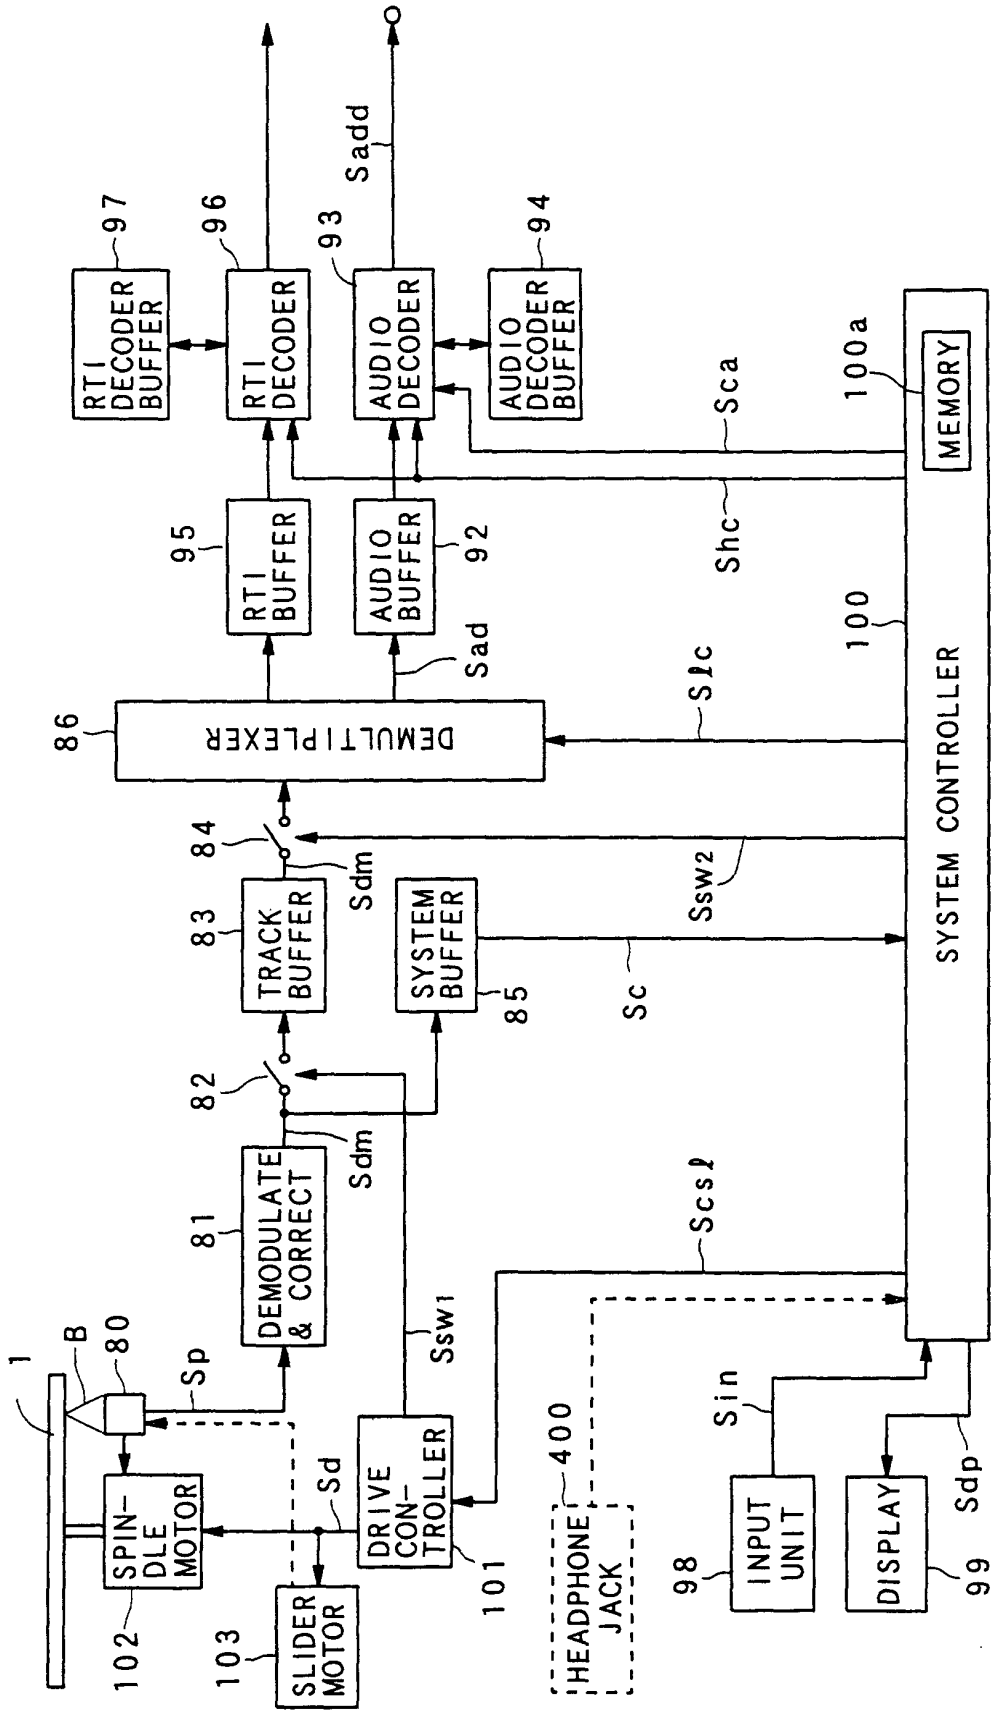 1
B
80
SPIN-
DLE
MOTOR
102
Sp
SLIDER
MOTOR
103
Sd
DRIVE
CON-
TROLLER
101
Ssw1
DEMODULATE
& CORRECT
81
Sdm
82
TRACK
BUFFER
83
Sdm
84
SYSTEM
BUFFER
85
DEMULTIPLEXER
86
RTI
BUFFER
95
AUDIO
BUFFER
92
Sad
RTI
DECODER
BUFFER
97
RTI
DECODER
96
AUDIO
DECODER
93
AUDIO
DECODER
BUFFER
94
Sadd
HEADPHONE
JACK
400
INPUT
UNIT
98
Sin
DISPLAY
99
Sdp
Scsℓ
Sc
Ssw2
Sℓc
Shc
Sca
SYSTEM CONTROLLER
100
MEMORY
100a